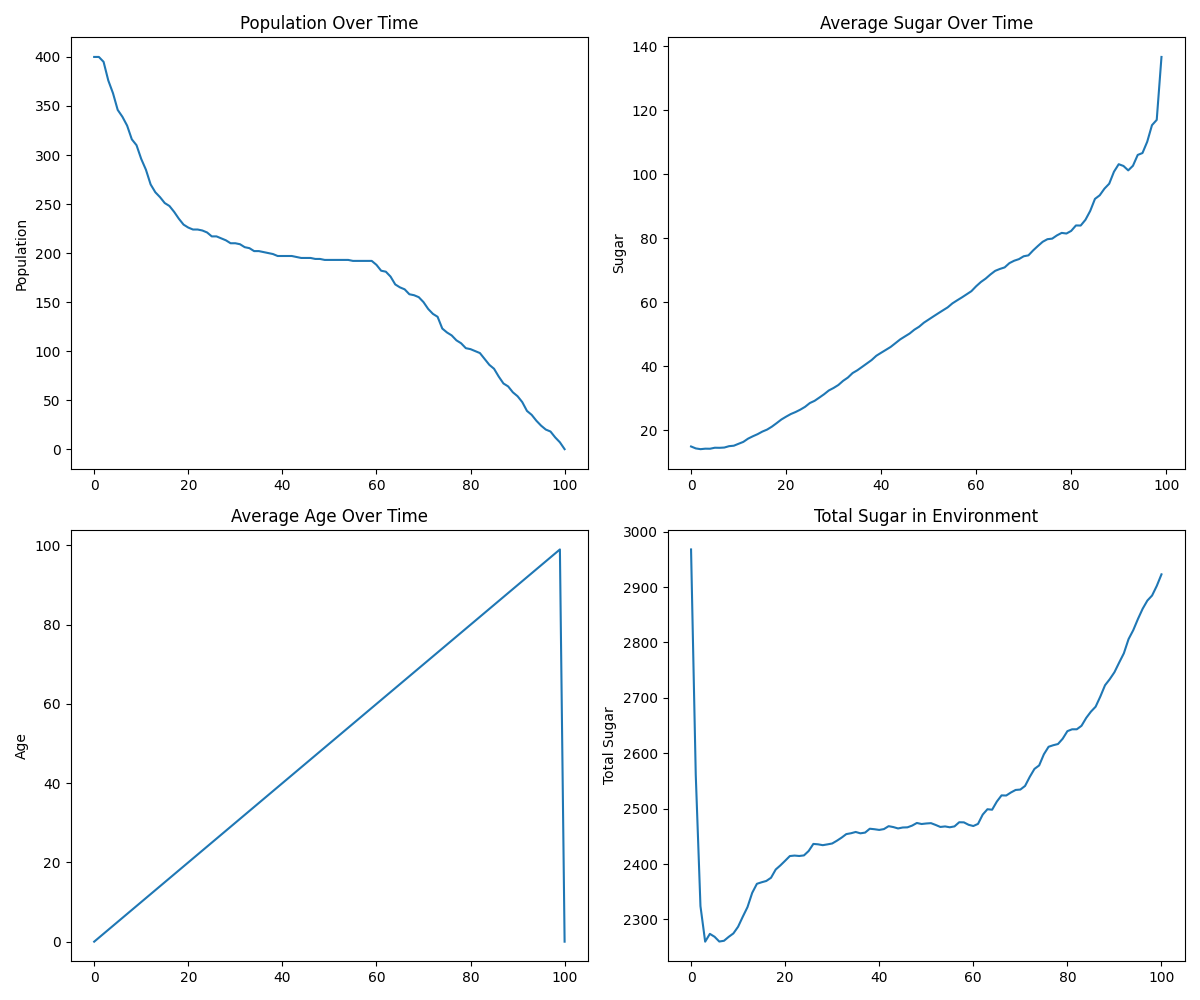 Population Over Time
Population
400
350
300
250
200
150
100
50
0
0 20 40 60 80 100
Average Sugar Over Time
Sugar
140
120
100
80
60
40
20
0 20 40 60 80 100
Average Age Over Time
Age
100
80
60
40
20
0
0 20 40 60 80 100
Total Sugar in Environment
Total Sugar
3000
2900
2800
2700
2600
2500
2400
2300
0 20 40 60 80 100